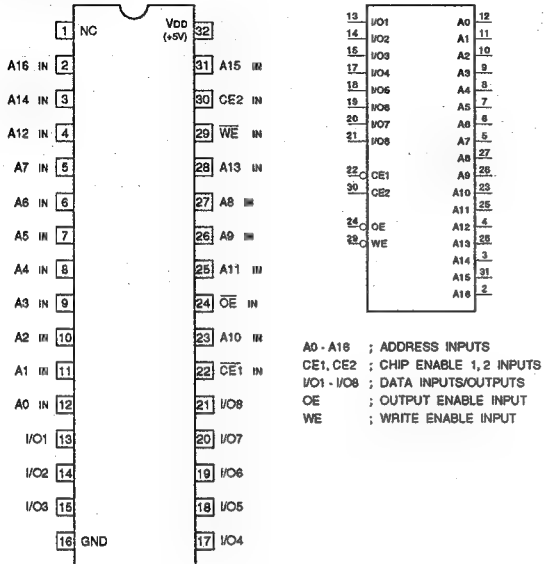 1 NC
VDD
(+5V) 32
A16 IN 2
31 A15 IN
A14 IN 3
30 CE2 IN
A12 IN 4
29 WE IN
A7 IN 5
28 A13 IN
A6 IN 6
27 A8
A5 IN 7
26 A9
A4 IN 8
25 A11 IN
A3 IN 9
24 OE IN
A2 IN 10
23 A10 IN
A1 IN 11
22 CE1 IN
A0 IN 12
21 I/O8
I/O1 13
20 I/O7
I/O2 14
19 I/O6
I/O3 15
18 I/O5
16 GND
17 I/O4
13 I/O1
14 I/O2
15 I/O3
17 I/O4
18 I/O5
19 I/O6
20 I/O7
21 I/O8
22 CE1
30 CE2
24 OE
29 WE
A0 12
A1 11
A2 10
A3 9
A4 8
A5 7
A6 6
A7 5
A8 27
A9 26
A10 23
A11 25
A12 4
A13 28
A14 3
A15 31
A16 2
A0 - A16 ; ADDRESS INPUTS
CE1, CE2 ; CHIP ENABLE 1, 2 INPUTS
I/O1 - I/O8 ; DATA INPUTS/OUTPUTS
OE ; OUTPUT ENABLE INPUT
WE ; WRITE ENABLE INPUT